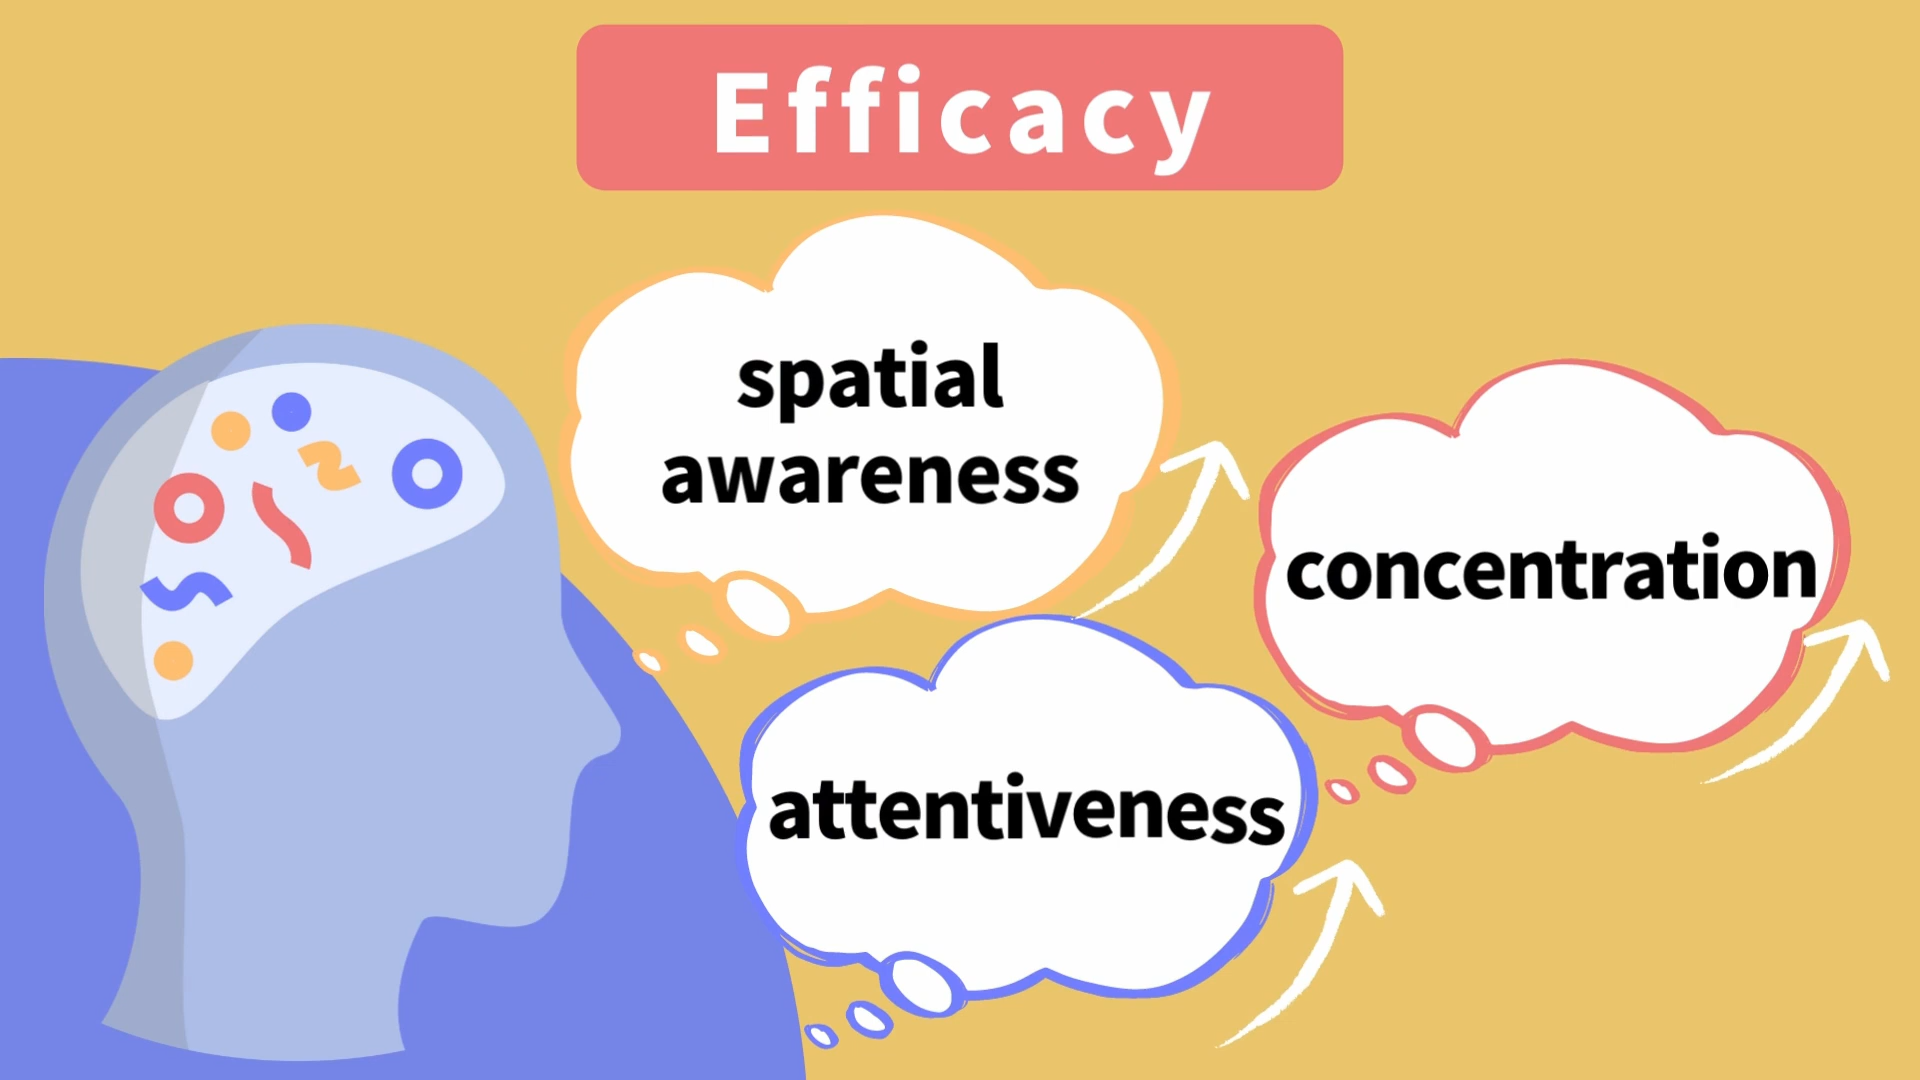 Efficacy
spatial
awareness
concentration
attentiveness